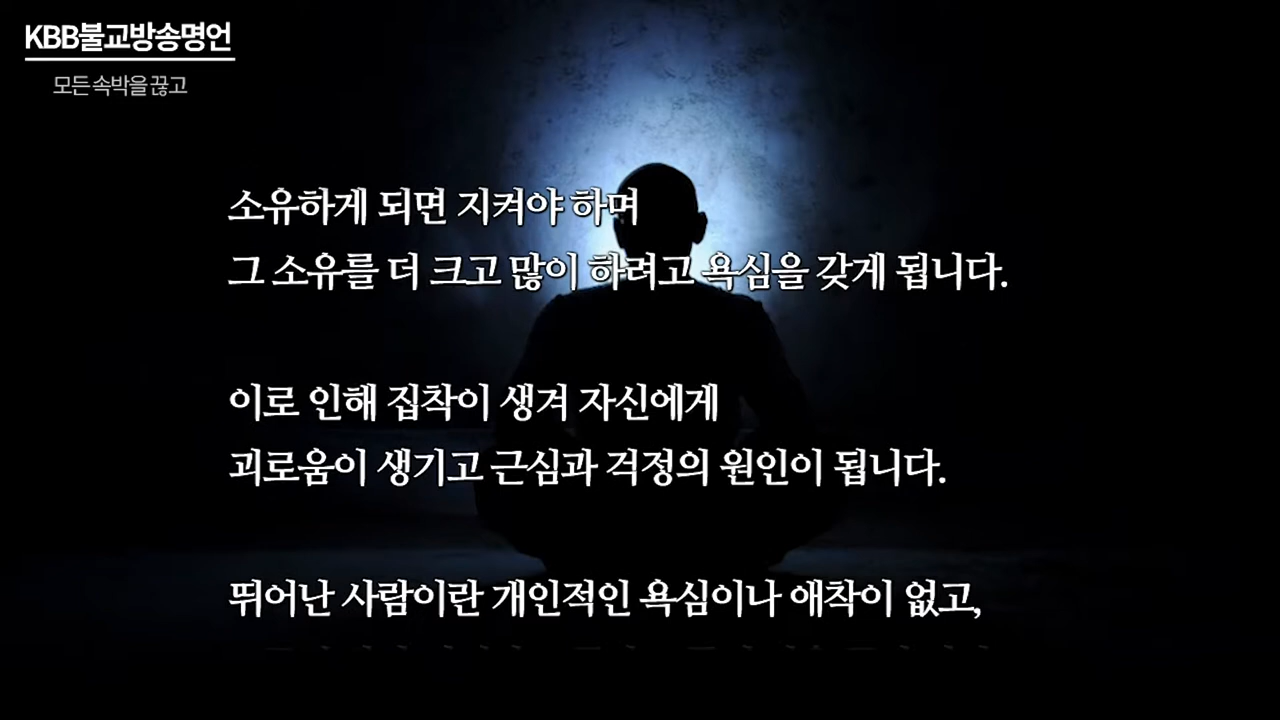 KBB불교방송명언
모든 속박을 끊고
소유하게 되면 지켜야 하며
그 소유를 더 크고 많이 하려고 욕심을 갖게 됩니다.
이로 인해 집착이 생겨 자신에게
괴로움이 생기고 근심과 걱정의 원인이 됩니다.
뛰어난 사람이란 개인적인 욕심이나 애착이 없고,